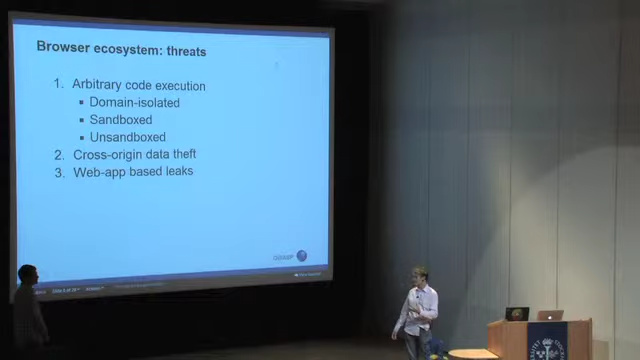 Browser ecosystem: threats
1. Arbitrary code execution
▪ Domain-isolated
▪ Sandboxed
▪ Unsandboxed
2. Cross-origin data theft
3. Web-app based leaks
OWASP